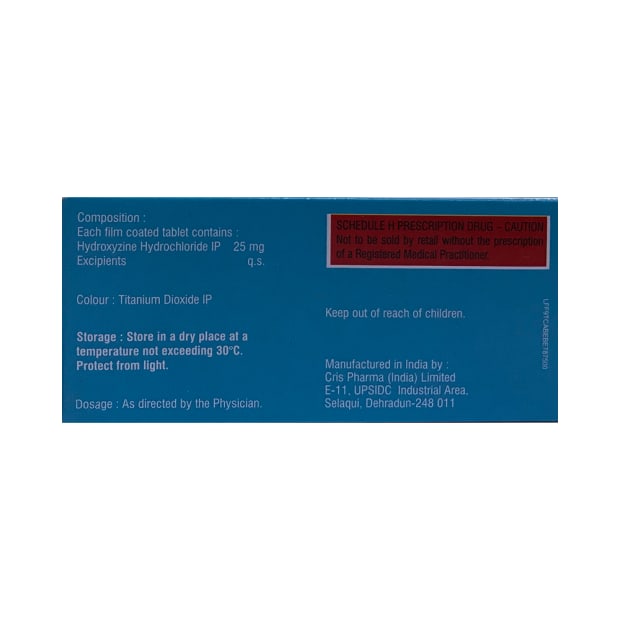 Composition :
Each film coated tablet contains :
Hydroxyzine Hydrochloride IP 25 mg
Excipients q.s.
Colour : Titanium Dioxide IP
Storage : Store in a dry place at a
temperature not exceeding 30°C.
Protect from light.
Dosage : As directed by the Physician.
SCHEDULE H PRESCRIPTION DRUG - CAUTION
Not to be sold by retail without the prescription
of a Registered Medical Practitioner.
Keep out of reach of children.
Manufactured in India by :
Cris Pharma (India) Limited
E-11, UPSIDC Industrial Area,
Selaqui, Dehradun-248 011